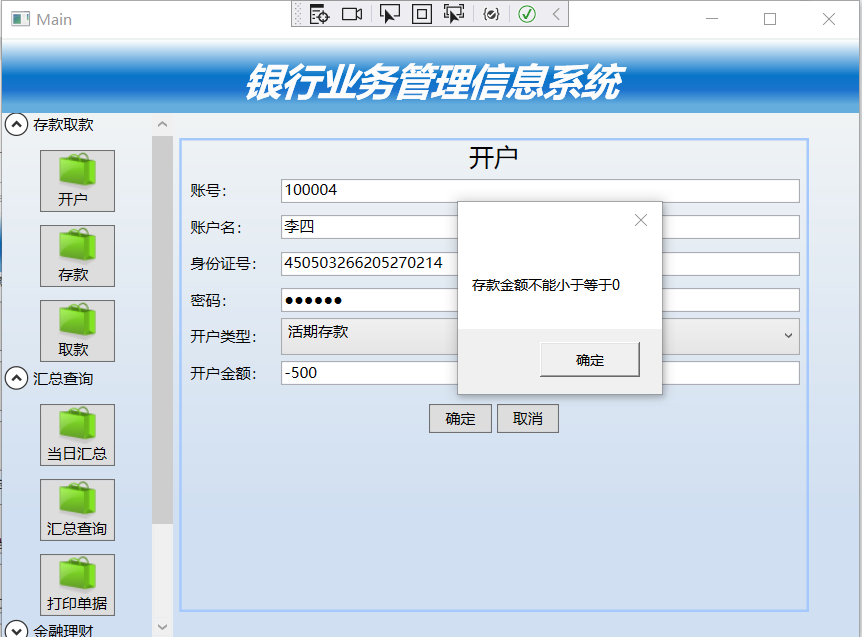 Main
银行业务管理信息系统
存款取款
开户
存款
取款
汇总查询
当日汇总
汇总查询
打印单据
金融理财
开户
账号：
100004
账户名：
李四
身份证号：
450503266205270214
密码：
●●●●●●
开户类型：
活期存款
开户金额：
-500
确定
取消
存款金额不能小于等于0
确定